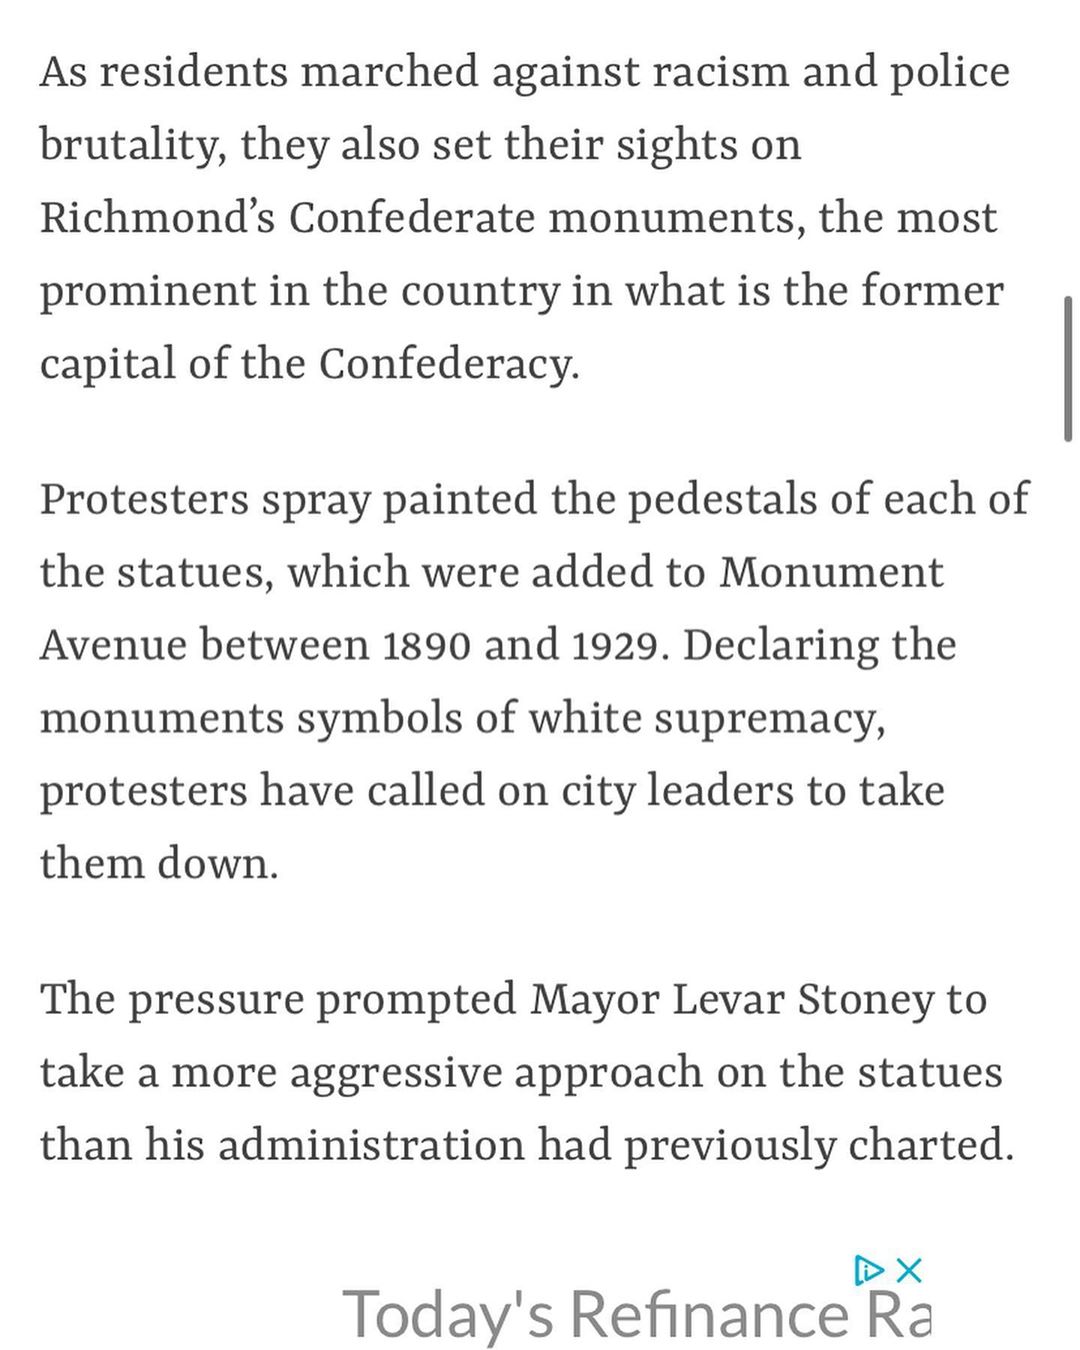 As residents marched against racism and police
brutality, they also set their sights on
Richmond’s Confederate monuments, the most
prominent in the country in what is the former
capital of the Confederacy.
Protesters spray painted the pedestals of each of
the statues, which were added to Monument
Avenue between 1890 and 1929. Declaring the
monuments symbols of white supremacy,
protesters have called on city leaders to take
them down.
The pressure prompted Mayor Levar Stoney to
take a more aggressive approach on the statues
than his administration had previously charted.
Today's Refinance Ra